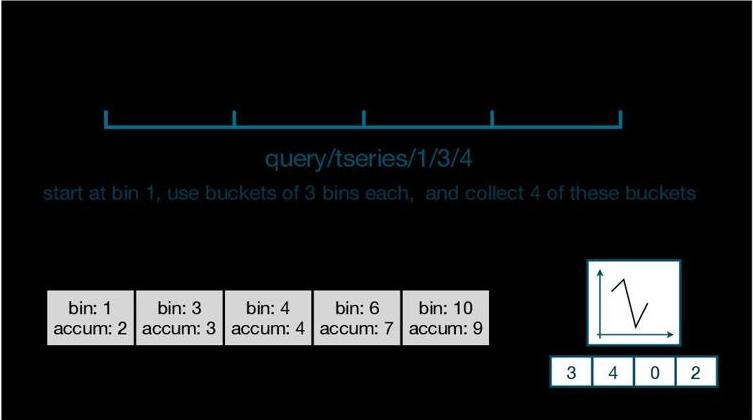 query/tseries/1/3/4
start at bin 1, use buckets of 3 bins each, and collect 4 of these buckets
bin: 1
accum: 2
bin: 3
accum: 3
bin: 4
accum: 4
bin: 6
accum: 7
bin: 10
accum: 9
3 4 0 2